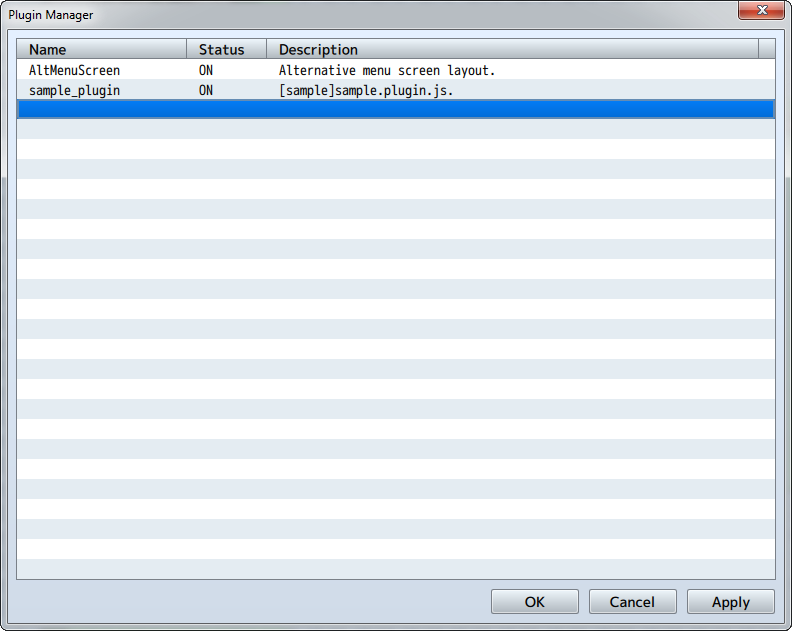 Plugin Manager
Name Status Description
AltMenuScreen ON Alternative menu screen layout.
sample_plugin ON [sample]sample.plugin.js.
OK Cancel Apply